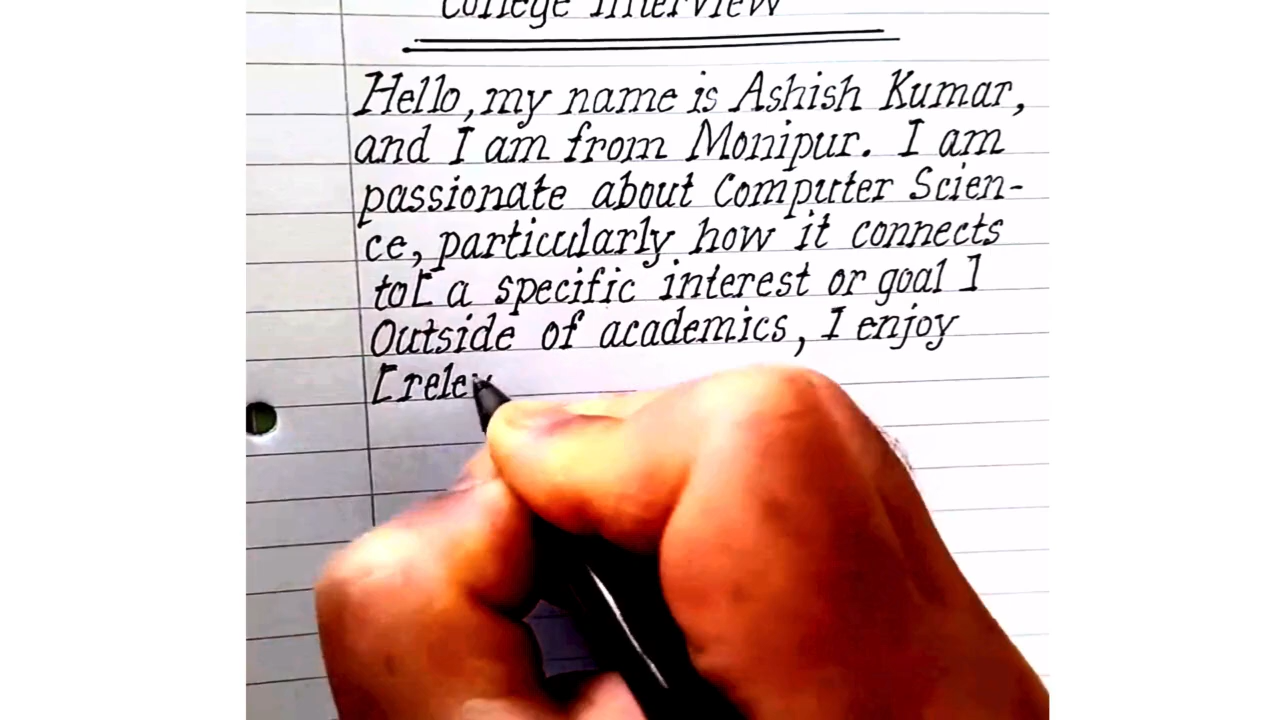 College Interview
Hello, my name is Ashish Kumar,
and I am from Monipur. I am
passionate about Computer Scien-
ce, particularly how it connects
to[ a specific interest or goal ]
Outside of academics, I enjoy
[relev